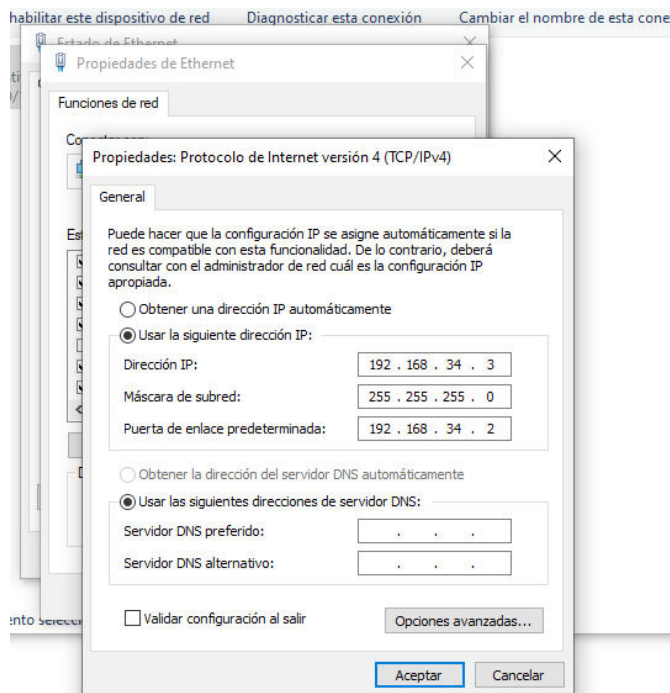 habilitar este dispositivo de red Diagnosticar esta conexión Cambiar el nombre de esta
Estado de Ethernet
Propiedades de Ethernet
Funciones de red
Propiedades: Protocolo de Internet versión 4 (TCP/IPv4)
General
Puede hacer que la configuración IP se asigne automáticamente si la
red es compatible con esta funcionalidad. De lo contrario, deberá
consultar con el administrador de red cuál es la configuración IP
apropiada.
Obtener una dirección IP automáticamente
Usar la siguiente dirección IP:
Dirección IP: 192 . 168 . 34 . 3
Máscara de subred: 255 . 255 . 255 . 0
Puerta de enlace predeterminada: 192 . 168 . 34 . 2
Obtener la dirección del servidor DNS automáticamente
Usar las siguientes direcciones de servidor DNS:
Servidor DNS preferido: . . .
Servidor DNS alternativo: . . .
Validar configuración al salir Opciones avanzadas...
Aceptar Cancelar